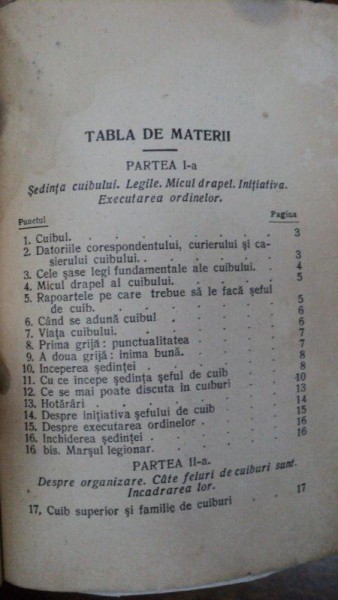 TABLA DE MATERII
PARTEA I-a
Ședința cuibului. Legile. Micul drapel. Inițiativa.
Executarea ordinelor.
Punctul Pagina
1. Cuibul. 3
2. Datoriile corespondentului, curierului și ca-
sierului cuibului. 3
3. Cele șase legi fundamentale ale cuibului. 4
4. Micul drapel al cuibului. 5
5. Rapoartele pe care trebue să le facă șeful
de cuib. 5
6. Când se adună cuibul 6
7. Viața cuibului. 6
8. Prima grijă: punctualitatea 7
9. A doua grijă: inima bună. 7
10. Inceperea ședinței 8
11. Cu ce începe ședința șeful de cuib 8
12. Ce se mai poate discuta în cuiburi 10
13. Hotărâri 13
14. Despre inițiativa șefului de cuib 14
15. Despre executarea ordinelor 15
16. Inchiderea ședinței 16
16 bis. Marșul legionar. 16
PARTEA II-a.
Despre organizare. Câte feluri de cuiburi sunt.
Incadrarea lor.
17. Cuib superior și familie de cuiburi 17